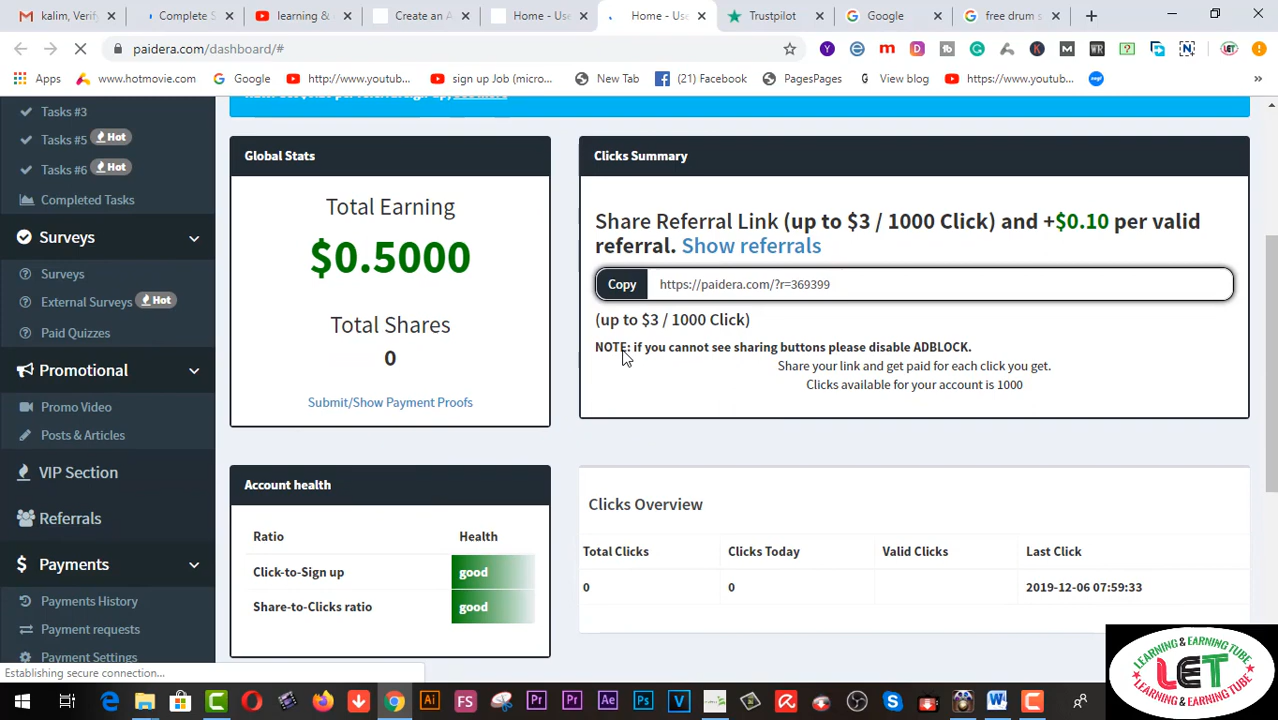 kalim, Verify
Complete S
learning &
Create an A
Home - Use
Home - Use
Trustpilot
Google
free drum s
paidera.com/dashboard/#
Apps
www.hotmovie.com
Google
http://www.youtub...
sign up Job (micro...
New Tab
(21) Facebook
PagesPages
View blog
https://www.youtub...
Tasks #3
Tasks #5 Hot
Tasks #6 Hot
Completed Tasks
Surveys
Surveys
External Surveys Hot
Paid Quizzes
Promotional
Promo Video
Posts & Articles
VIP Section
Referrals
Payments
Payments History
Payment requests
Payment Settings
Establishing secure connection...
Global Stats
Total Earning
$0.5000
Total Shares
0
Submit/Show Payment Proofs
Clicks Summary
Share Referral Link (up to $3 / 1000 Click) and +$0.10 per valid
referral. Show referrals
Copy https://paidera.com/?r=369399
(up to $3 / 1000 Click)
NOTE: if you cannot see sharing buttons please disable ADBLOCK.
Share your link and get paid for each click you get.
Clicks available for your account is 1000
Account health
Ratio Health
Click-to-Sign up good
Share-to-Clicks ratio good
Clicks Overview
Total Clicks Clicks Today Valid Clicks Last Click
0 0 2019-12-06 07:59:33
LEARNING & EARNING TUBE
LET
LEARNING & EARNING TUBE